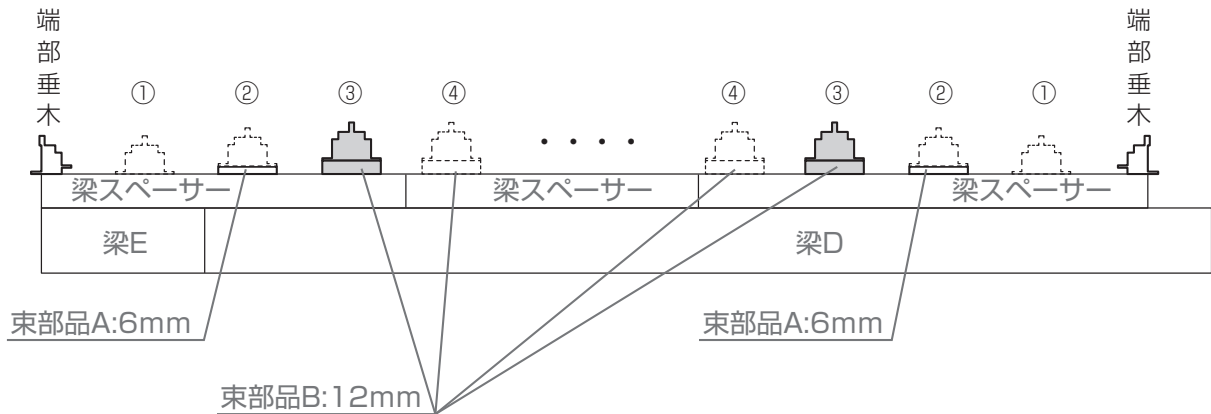 端部垂木
端部垂木
① ② ③ ④ ・・・・ ④ ③ ② ①
梁スペーサー 梁スペーサー 梁スペーサー
梁E 梁D
束部品A:6mm 束部品A:6mm
束部品B:12mm